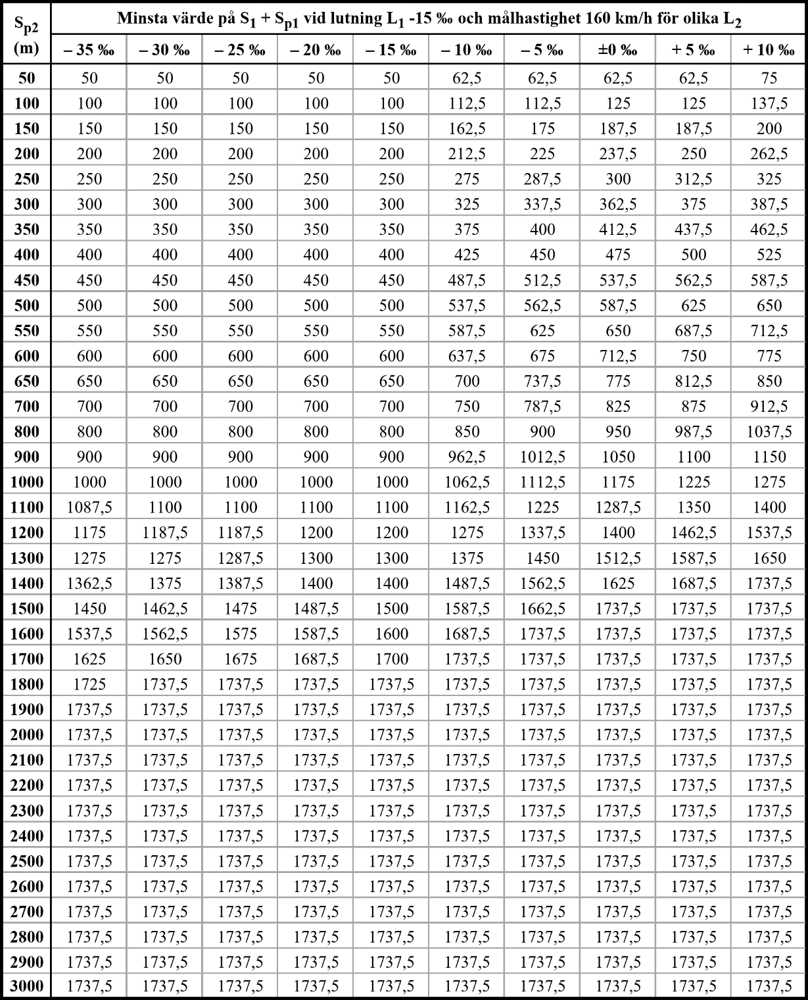 S_p2 (m) Minsta värde på S_1 + S_p1 vid lutning L_1 -15 ‰ och målhastighet 160 km/h för olika L_2
– 35 ‰ – 30 ‰ – 25 ‰ – 20 ‰ – 15 ‰ – 10 ‰ – 5 ‰ ±0 ‰ + 5 ‰ + 10 ‰
50 50 50 50 50 50 62,5 62,5 62,5 62,5 75
100 100 100 100 100 100 112,5 112,5 125 125 137,5
150 150 150 150 150 150 162,5 175 187,5 187,5 200
200 200 200 200 200 200 212,5 225 237,5 250 262,5
250 250 250 250 250 250 275 287,5 300 312,5 325
300 300 300 300 300 300 325 337,5 362,5 375 387,5
350 350 350 350 350 350 375 400 412,5 437,5 462,5
400 400 400 400 400 400 425 450 475 500 525
450 450 450 450 450 450 487,5 512,5 537,5 562,5 587,5
500 500 500 500 500 500 537,5 562,5 587,5 625 650
550 550 550 550 550 550 587,5 625 650 687,5 712,5
600 600 600 600 600 600 637,5 675 712,5 750 775
650 650 650 650 650 650 700 737,5 775 812,5 850
700 700 700 700 700 700 750 787,5 825 875 912,5
800 800 800 800 800 800 850 900 950 987,5 1037,5
900 900 900 900 900 900 962,5 1012,5 1050 1100 1150
1000 1000 1000 1000 1000 1000 1062,5 1112,5 1175 1225 1275
1100 1087,5 1100 1100 1100 1100 1162,5 1225 1287,5 1350 1400
1200 1175 1187,5 1187,5 1200 1200 1275 1337,5 1400 1462,5 1537,5
1300 1275 1275 1287,5 1300 1300 1375 1450 1512,5 1587,5 1650
1400 1362,5 1375 1387,5 1400 1400 1487,5 1562,5 1625 1687,5 1737,5
1500 1450 1462,5 1475 1487,5 1500 1587,5 1662,5 1737,5 1737,5 1737,5
1600 1537,5 1562,5 1575 1587,5 1600 1687,5 1737,5 1737,5 1737,5 1737,5
1700 1625 1650 1675 1687,5 1700 1737,5 1737,5 1737,5 1737,5 1737,5
1800 1725 1737,5 1737,5 1737,5 1737,5 1737,5 1737,5 1737,5 1737,5 1737,5
1900 1737,5 1737,5 1737,5 1737,5 1737,5 1737,5 1737,5 1737,5 1737,5 1737,5
2000 1737,5 1737,5 1737,5 1737,5 1737,5 1737,5 1737,5 1737,5 1737,5 1737,5
2100 1737,5 1737,5 1737,5 1737,5 1737,5 1737,5 1737,5 1737,5 1737,5 1737,5
2200 1737,5 1737,5 1737,5 1737,5 1737,5 1737,5 1737,5 1737,5 1737,5 1737,5
2300 1737,5 1737,5 1737,5 1737,5 1737,5 1737,5 1737,5 1737,5 1737,5 1737,5
2400 1737,5 1737,5 1737,5 1737,5 1737,5 1737,5 1737,5 1737,5 1737,5 1737,5
2500 1737,5 1737,5 1737,5 1737,5 1737,5 1737,5 1737,5 1737,5 1737,5 1737,5
2600 1737,5 1737,5 1737,5 1737,5 1737,5 1737,5 1737,5 1737,5 1737,5 1737,5
2700 1737,5 1737,5 1737,5 1737,5 1737,5 1737,5 1737,5 1737,5 1737,5 1737,5
2800 1737,5 1737,5 1737,5 1737,5 1737,5 1737,5 1737,5 1737,5 1737,5 1737,5
2900 1737,5 1737,5 1737,5 1737,5 1737,5 1737,5 1737,5 1737,5 1737,5 1737,5
3000 1737,5 1737,5 1737,5 1737,5 1737,5 1737,5 1737,5 1737,5 1737,5 1737,5